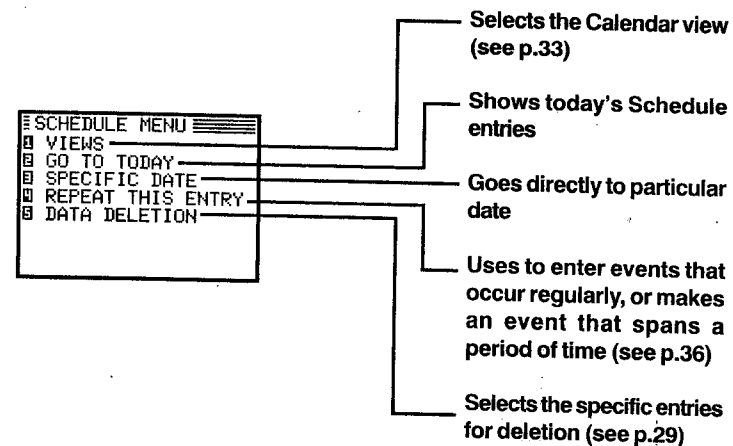 SCHEDULE MENU
1 VIEWS
2 GO TO TODAY
3 SPECIFIC DATE
4 REPEAT THIS ENTRY
5 DATA DELETION
Selects the Calendar view
(see p.33)
Shows today's Schedule
entries
Goes directly to particular
date
Uses to enter events that
occur regularly, or makes
an event that spans a
period of time (see p.36)
Selects the specific entries
for deletion (see p.29)